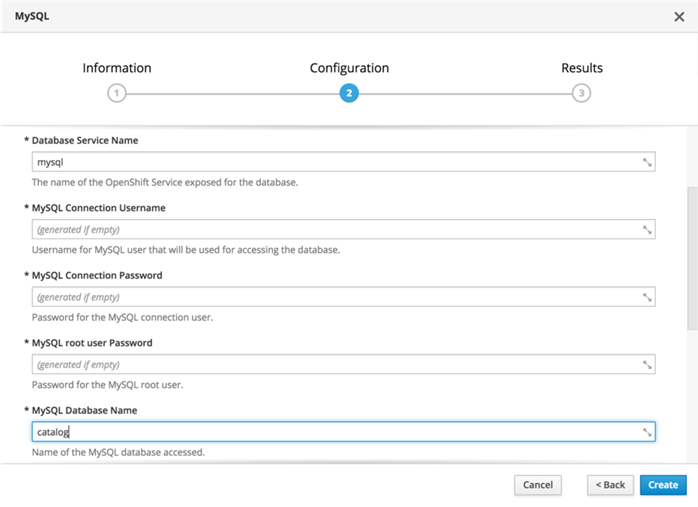 MySQL
Information
Configuration
Results
1
2
3
* Database Service Name
mysql
The name of the OpenShift Service exposed for the database.
* MySQL Connection Username
(generated if empty)
Username for MySQL user that will be used for accessing the database.
* MySQL Connection Password
(generated if empty)
Password for the MySQL connection user.
* MySQL root user Password
(generated if empty)
Password for the MySQL root user.
* MySQL Database Name
catalog
Name of the MySQL database accessed.
Cancel
< Back
Create